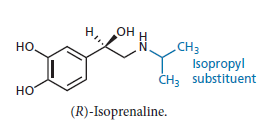 H OH
HO H
N CH3
Isopropyl
HO CH3 substituent
(R)-Isoprenaline.